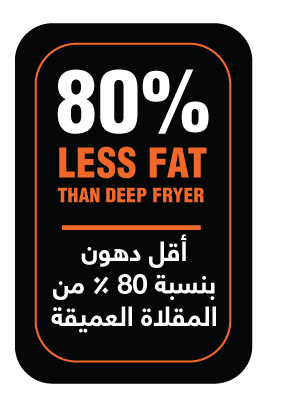 80%
LESS FAT
THAN DEEP FRYER
أقل دهون
بنسبة 80 ٪ من
المقلاة العميقة